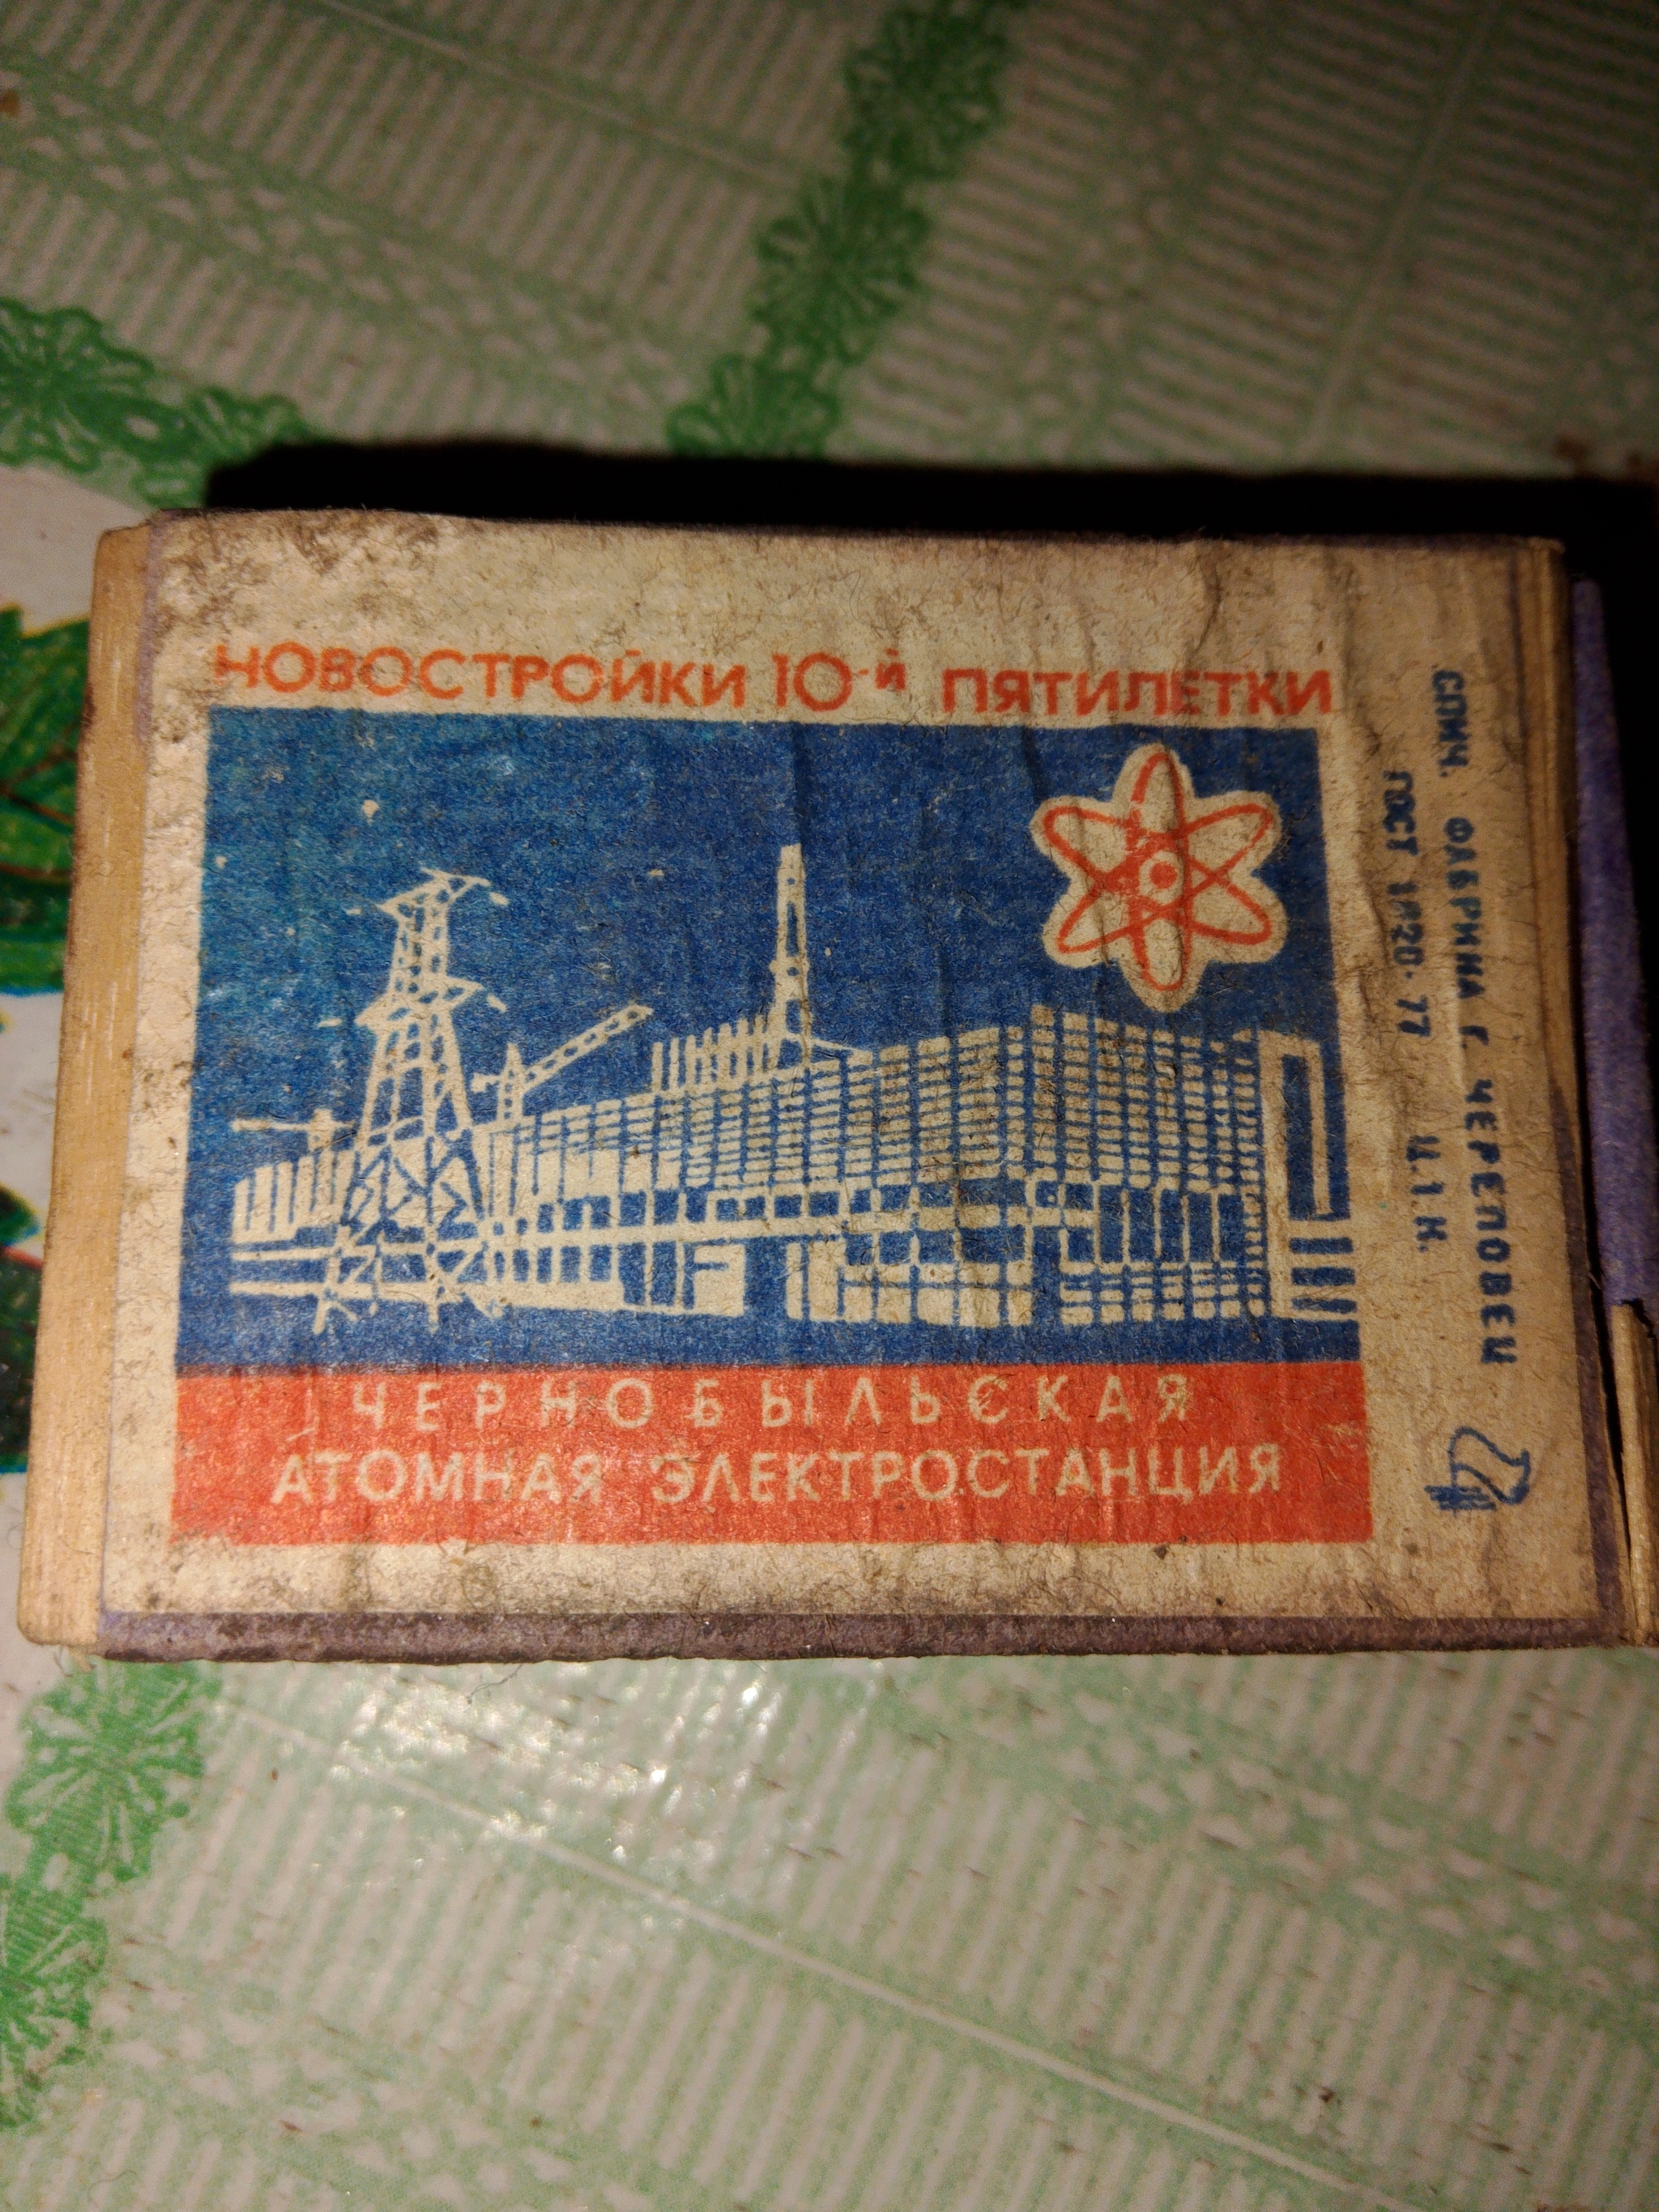 НОВОСТРОЙКИ 10-й ПЯТИЛЕТКИ
ЧЕРНОБЫЛЬСКАЯ
АТОМНАЯ ЭЛЕКТРОСТАНЦИЯ
СПИЧ. ФАБРИКА Г. ЧЕРЕПОВЕЦ
ГОСТ 1820-77 Ц.1.К.